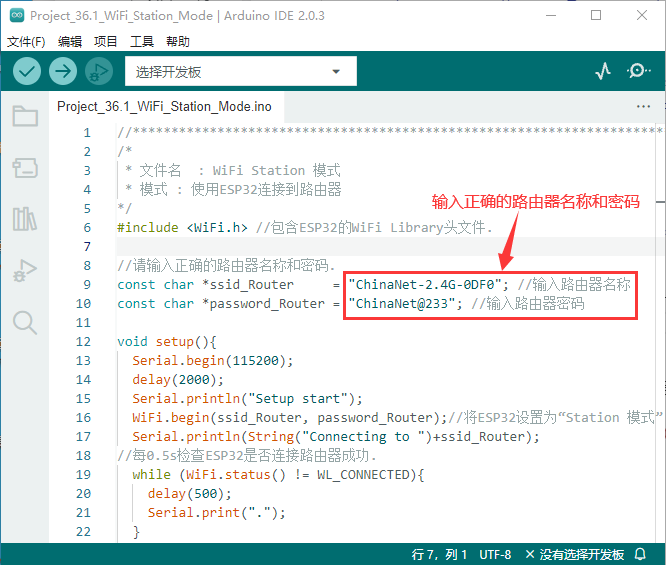 Project_36.1_WiFi_Station_Mode | Arduino IDE 2.0.3
文件(F) 编辑 项目 工具 帮助
选择开发板
Project_36.1_WiFi_Station_Mode.ino
输入正确的路由器名称和密码
1 //**********************************************************************
2 /*
3 * 文件名 : WiFi Station 模式
4 * 模式 : 使用ESP32连接到路由器
5 */
6 #include <WiFi.h> //包含ESP32的WiFi Library头文件.
7
8 //请输入正确的路由器名称和密码.
9 const char *ssid_Router = "ChinaNet-2.4G-0DF0"; //输入路由器名称
10 const char *password_Router = "ChinaNet@233"; //输入路由器密码
11
12 void setup(){
13 Serial.begin(115200);
14 delay(2000);
15 Serial.println("Setup start");
16 WiFi.begin(ssid_Router, password_Router);//将ESP32设置为“Station 模式”
17 Serial.println(String("Connecting to ")+ssid_Router);
18 //每0.5s检查ESP32是否连接路由器成功.
19 while (WiFi.status() != WL_CONNECTED){
20 delay(500);
21 Serial.print(".");
22 }
行 7，列 1 UTF-8 × 没有选择开发板